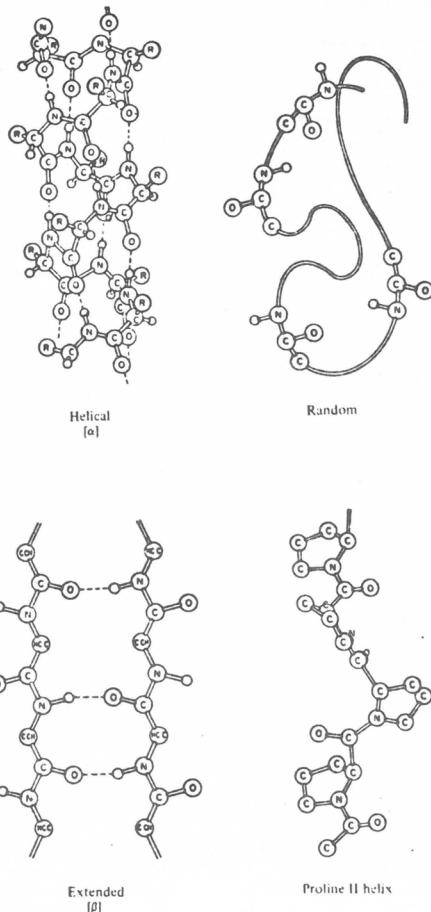 Helical
[α]
Random
Extended
[β]
Proline II helix